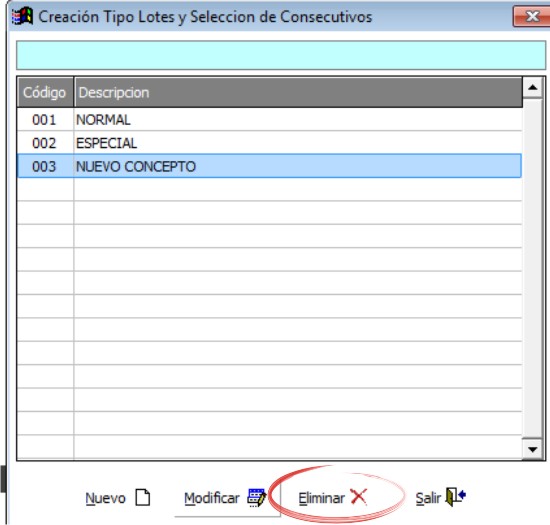 Creación Tipo Lotes y Seleccion de Consecutivos
Código Descripcion
001 NORMAL
002 ESPECIAL
003 NUEVO CONCEPTO
Nuevo Modificar Eliminar Salir